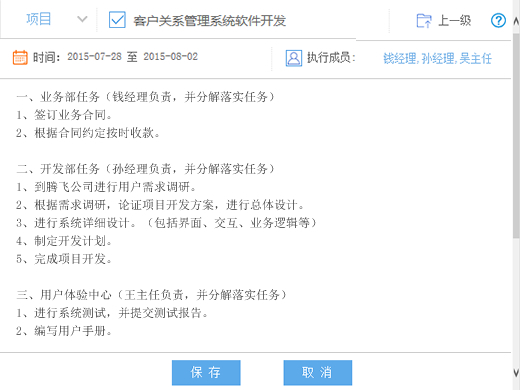 项目 客户关系管理系统软件开发 上一级
时间: 2015-07-28 至 2015-08-02 执行成员: 钱经理,孙经理,吴主任
一、业务部任务（钱经理负责，并分解落实任务）
1、签订业务合同。
2、根据合同约定按时收款。
二、开发部任务（孙经理负责，并分解落实任务）
1、到腾飞公司进行用户需求调研。
2、根据需求调研，论证项目开发方案，进行总体设计。
3、进行系统详细设计。（包括界面、交互、业务逻辑等）
4、制定开发计划。
5、完成项目开发。
三、用户体验中心（王主任负责，并分解落实任务）
1、进行系统测试，并提交测试报告。
2、编写用户手册。
保存 取消